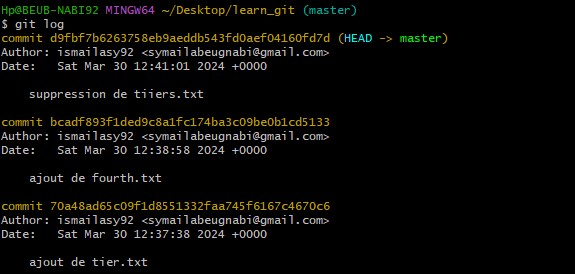 Hp@BEUB-NABI92 MINGW64 ~/Desktop/learn_git (master)
$ git log
commit d9fbf7b6263758eb9aeddb543fd0aef04160fd7d (HEAD -> master)
Author: ismailasy92 <symailabeugnabi@gmail.com>
Date:   Sat Mar 30 12:41:01 2024 +0000
    suppression de tiiers.txt
commit bcadf893f1ded9c8a1fc174ba3c09be0b1cd5133
Author: ismailasy92 <symailabeugnabi@gmail.com>
Date:   Sat Mar 30 12:38:58 2024 +0000
    ajout de fourth.txt
commit 70a48ad65c09f1d8551332faa745f6167c4670c6
Author: ismailasy92 <symailabeugnabi@gmail.com>
Date:   Sat Mar 30 12:37:38 2024 +0000
    ajout de tier.txt